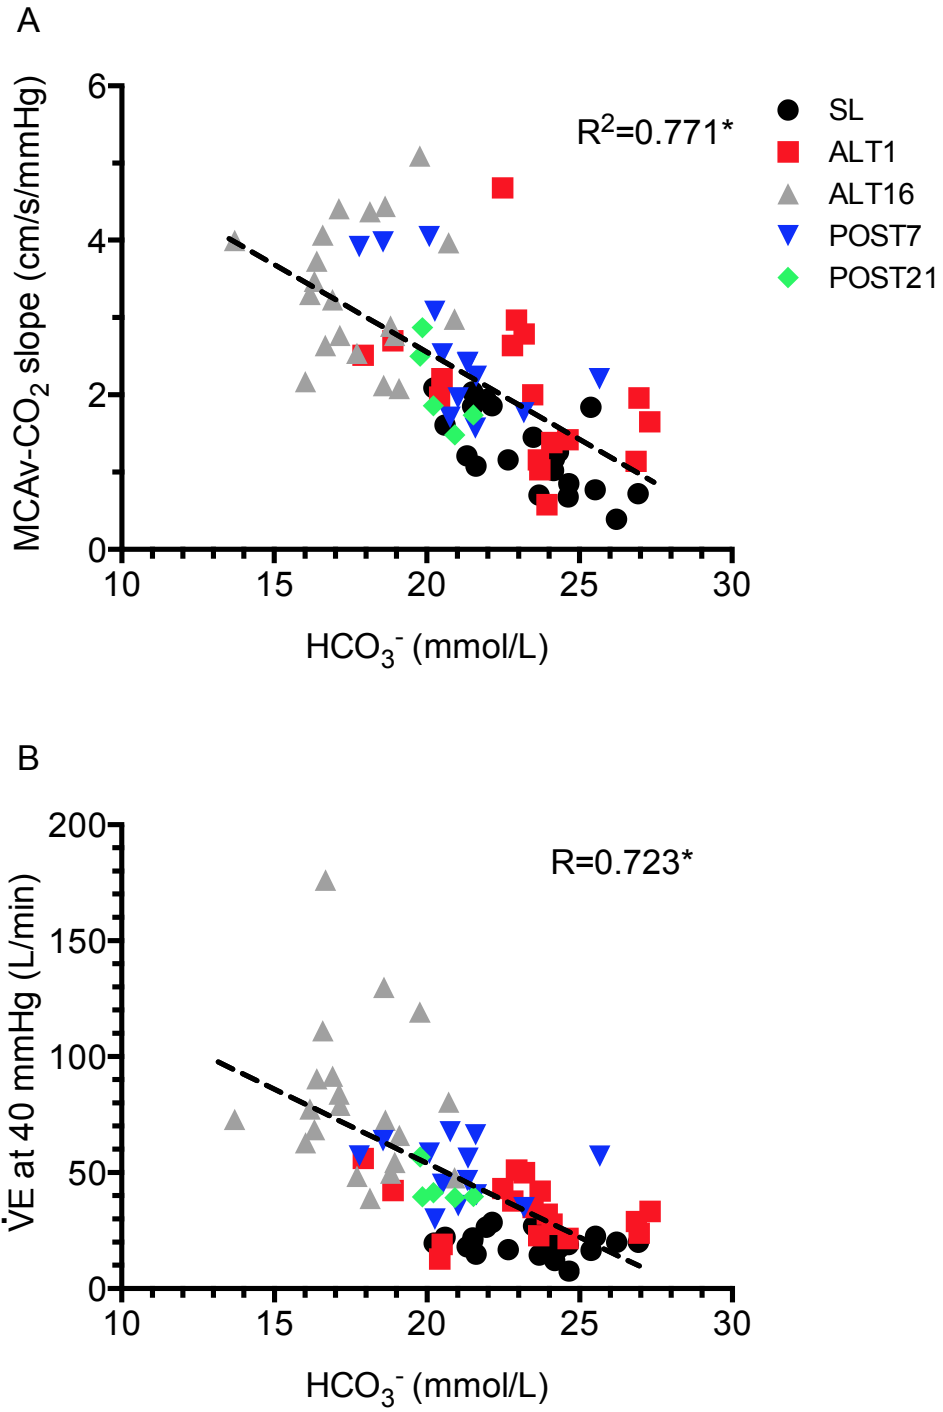 A
MCAv-CO₂ slope (cm/s/mmHg)
6
4
2
0
R²=0.771*
SL
ALT1
ALT16
POST7
POST21
10 15 20 25 30
HCO₃⁻ (mmol/L)
B
V̇E at 40 mmHg (L/min)
200
150
100
50
0
R=0.723*
10 15 20 25 30
HCO₃⁻ (mmol/L)